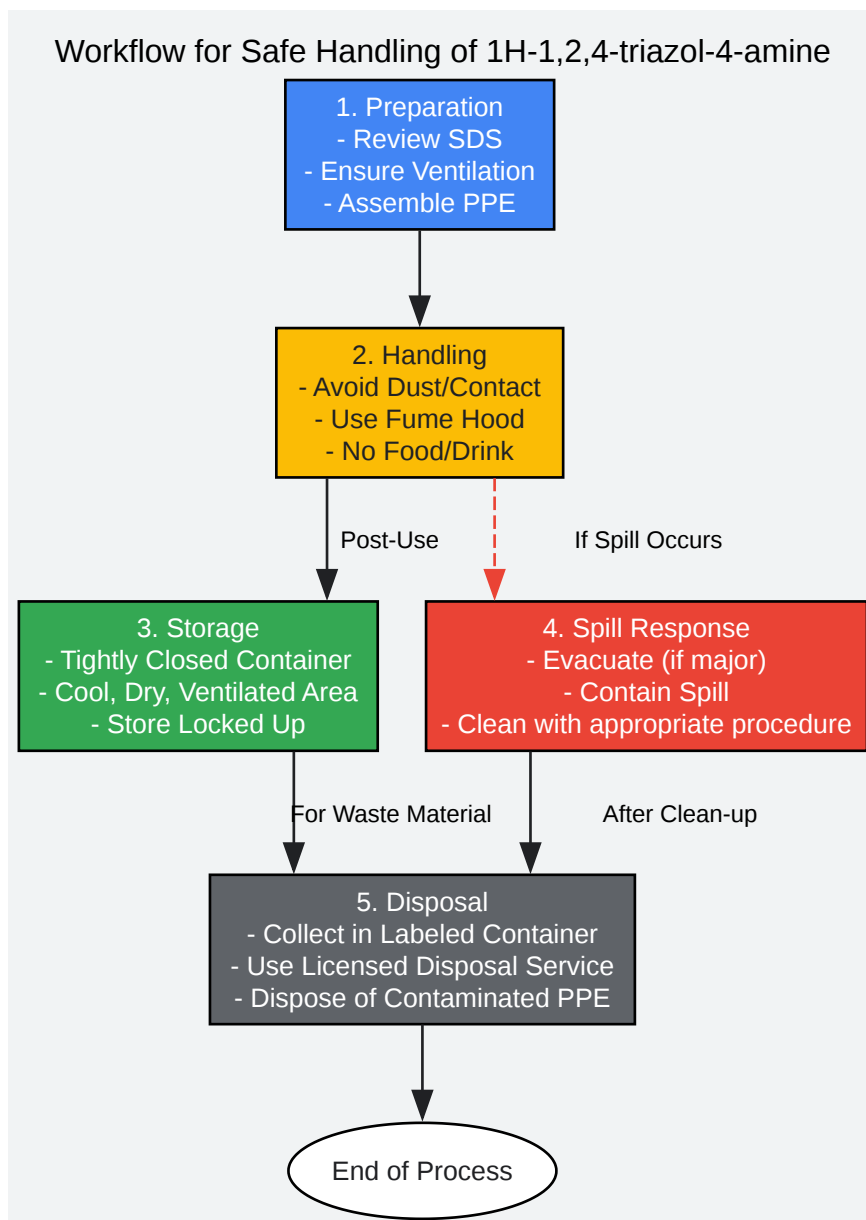 Workflow for Safe Handling of 1H-1,2,4-triazol-4-amine
1. Preparation
- Review SDS
- Ensure Ventilation
- Assemble PPE
2. Handling
- Avoid Dust/Contact
- Use Fume Hood
- No Food/Drink
Post-Use
If Spill Occurs
3. Storage
- Tightly Closed Container
- Cool, Dry, Ventilated Area
- Store Locked Up
4. Spill Response
- Evacuate (if major)
- Contain Spill
- Clean with appropriate procedure
For Waste Material
After Clean-up
5. Disposal
- Collect in Labeled Container
- Use Licensed Disposal Service
- Dispose of Contaminated PPE
End of Process